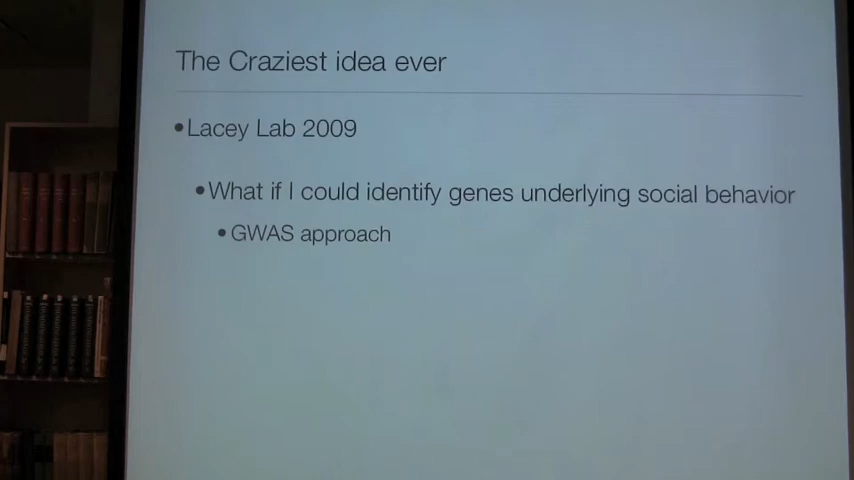 The Craziest idea ever
•Lacey Lab 2009
•What if I could identify genes underlying social behavior
•GWAS approach